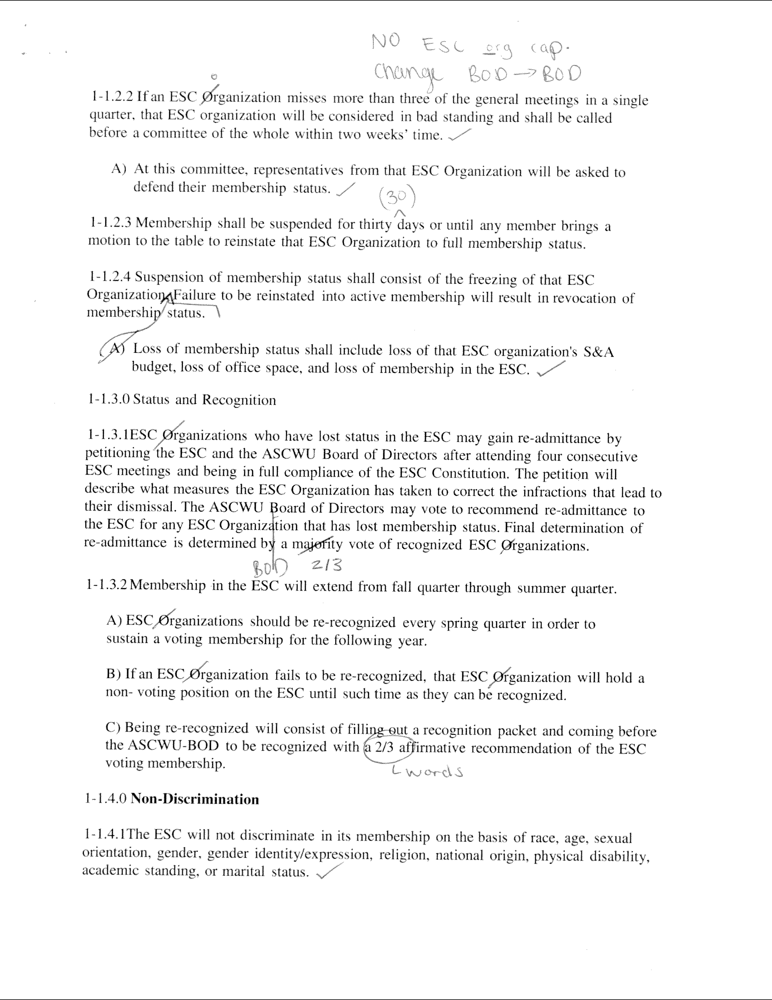 NO ESC org cap.
Change BOD → BOD
o
1-1.2.2 If an ESC Organization misses more than three of the general meetings in a single
quarter, that ESC organization will be considered in bad standing and shall be called
before a committee of the whole within two weeks' time. ✓
A) At this committee, representatives from that ESC Organization will be asked to
defend their membership status. ✓
(30)
1-1.2.3 Membership shall be suspended for thirty days or until any member brings a
motion to the table to reinstate that ESC Organization to full membership status.
1-1.2.4 Suspension of membership status shall consist of the freezing of that ESC
Organization. Failure to be reinstated into active membership will result in revocation of
membership status.
A) Loss of membership status shall include loss of that ESC organization's S&A
budget, loss of office space, and loss of membership in the ESC. ✓
1-1.3.0 Status and Recognition
1-1.3.1ESC Organizations who have lost status in the ESC may gain re-admittance by
petitioning the ESC and the ASCWU Board of Directors after attending four consecutive
ESC meetings and being in full compliance of the ESC Constitution. The petition will
describe what measures the ESC Organization has taken to correct the infractions that lead to
their dismissal. The ASCWU Board of Directors may vote to recommend re-admittance to
the ESC for any ESC Organization that has lost membership status. Final determination of
re-admittance is determined by a majority vote of recognized ESC Organizations.
BOD 2/3
1-1.3.2 Membership in the ESC will extend from fall quarter through summer quarter.
A) ESC Organizations should be re-recognized every spring quarter in order to
sustain a voting membership for the following year.
B) If an ESC Organization fails to be re-recognized, that ESC Organization will hold a
non- voting position on the ESC until such time as they can be recognized.
C) Being re-recognized will consist of filling out a recognition packet and coming before
the ASCWU-BOD to be recognized with a 2/3 affirmative recommendation of the ESC
voting membership.
words
1-1.4.0 Non-Discrimination
1-1.4.1The ESC will not discriminate in its membership on the basis of race, age, sexual
orientation, gender, gender identity/expression, religion, national origin, physical disability,
academic standing, or marital status. ✓